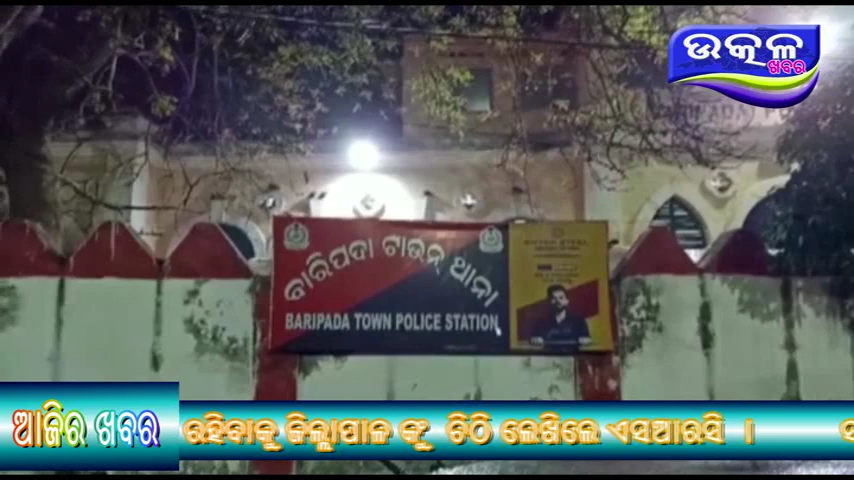 ଉତ୍କଳ
ଖବର
ବାରିପଦା ଟାଉନ୍ ଥାନା
BARIPADA TOWN POLICE STATION
ଆଜିର ଖବର
ରହିବାକୁ ଜିଲ୍ଲାପାଳ ଙ୍କୁ ଚିଠି ଲେଖିଲେ ଏସଆରସି ।